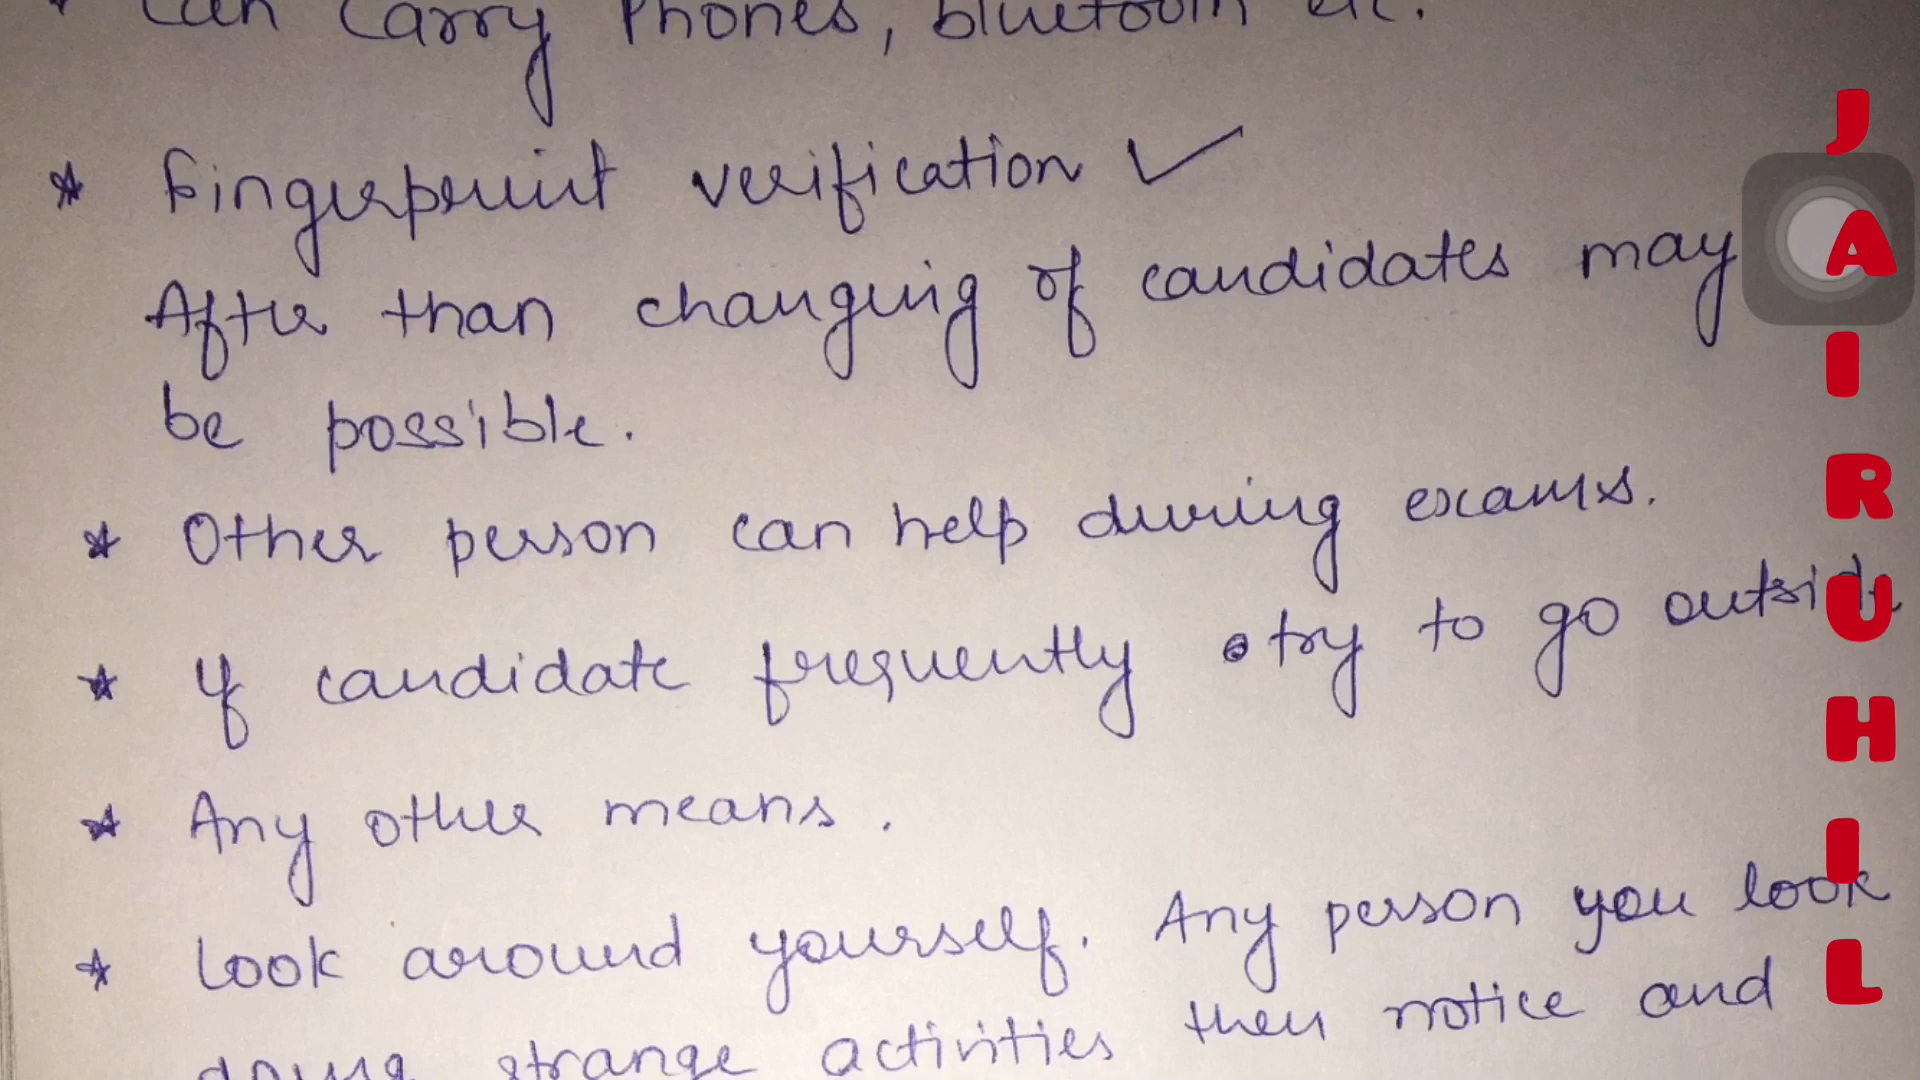 Can Carry Phones, bluetooth etc.
* Fingerprint verification ✓
After than changing of candidates may
be possible.
* Other person can help during exams.
* If candidate frequently try to go outside
* Any other means.
* Look around yourself. Any person you look
doing strange activities then notice and
JAIRUHIL